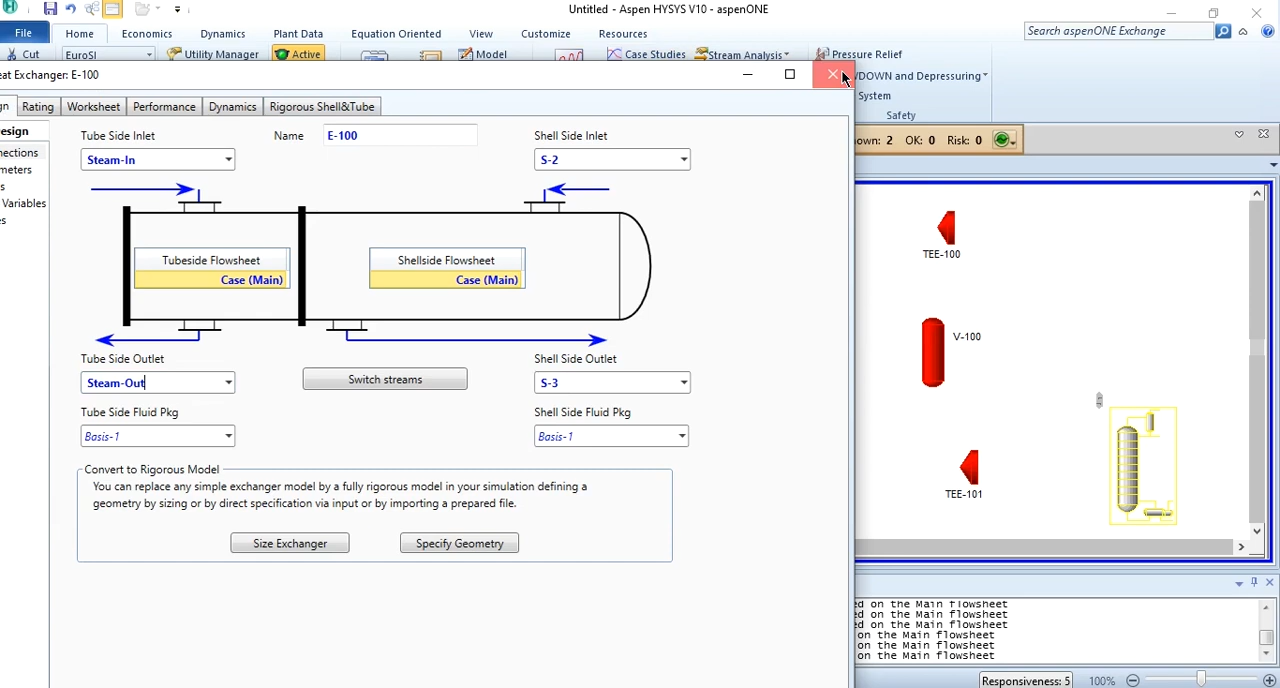 Untitled - Aspen HYSYS V10 - aspenONE
File Home Economics Dynamics Plant Data Equation Oriented View Customize Resources
Search aspenONE Exchange
Cut EuroSI Utility Manager Active Model Case Studies Stream Analysis Pressure Relief
DOWN and Depressuring
System
Safety
eat Exchanger: E-100
gn Rating Worksheet Performance Dynamics Rigorous Shell&Tube
esign
nections
meters
s
Variables
es
Tube Side Inlet Name E-100 Shell Side Inlet
Steam-In S-2
Tubeside Flowsheet Shellside Flowsheet
Case (Main) Case (Main)
Tube Side Outlet Shell Side Outlet
Steam-Out Switch streams S-3
Tube Side Fluid Pkg Shell Side Fluid Pkg
Basis-1 Basis-1
Convert to Rigorous Model
You can replace any simple exchanger model by a fully rigorous model in your simulation defining a
geometry by sizing or by direct specification via input or by importing a prepared file.
Size Exchanger Specify Geometry
own: 2 OK: 0 Risk: 0
TEE-100
V-100
TEE-101
ed on the Main flowsheet
ed on the Main flowsheet
ed on the Main flowsheet
on the Main flowsheet
on the Main flowsheet
on the Main flowsheet
Responsiveness: 5 100%